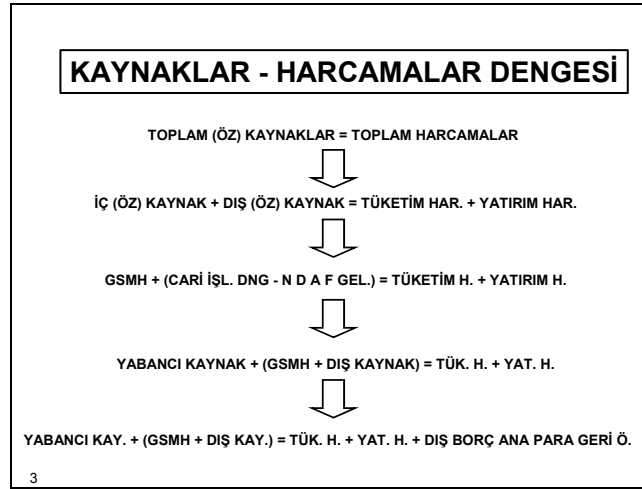 KAYNAKLAR - HARCAMALAR DENGESİ
TOPLAM (ÖZ) KAYNAKLAR = TOPLAM HARCAMALAR
İÇ (ÖZ) KAYNAK + DIŞ (ÖZ) KAYNAK = TÜKETİM HAR. + YATIRIM HAR.
GSMH + (CARİ İŞL. DNG - N D A F GEL.) = TÜKETİM H. + YATIRIM H.
YABANCI KAYNAK + (GSMH + DIŞ KAYNAK) = TÜK. H. + YAT. H.
YABANCI KAY. + (GSMH + DIŞ KAY.) = TÜK. H. + YAT. H. + DIŞ BORÇ ANA PARA GERİ Ö.
3